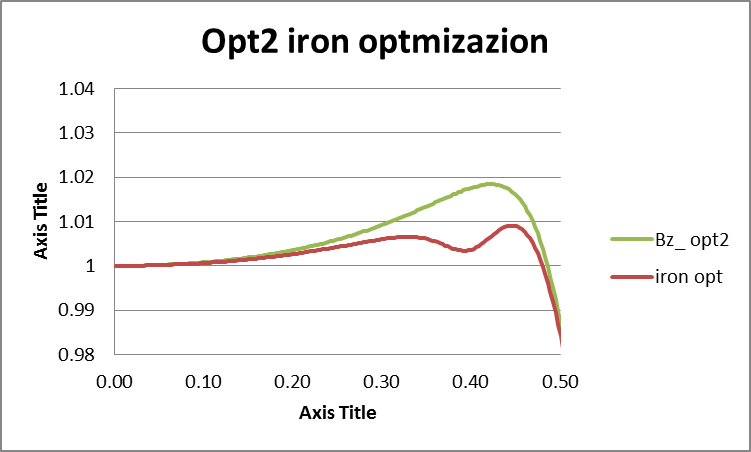 Opt2 iron optmizazion
1.04
1.03
1.02
1.01
1
0.99
0.98
Axis Title
0.00 0.10 0.20 0.30 0.40 0.50
Axis Title
Bz_ opt2
iron opt